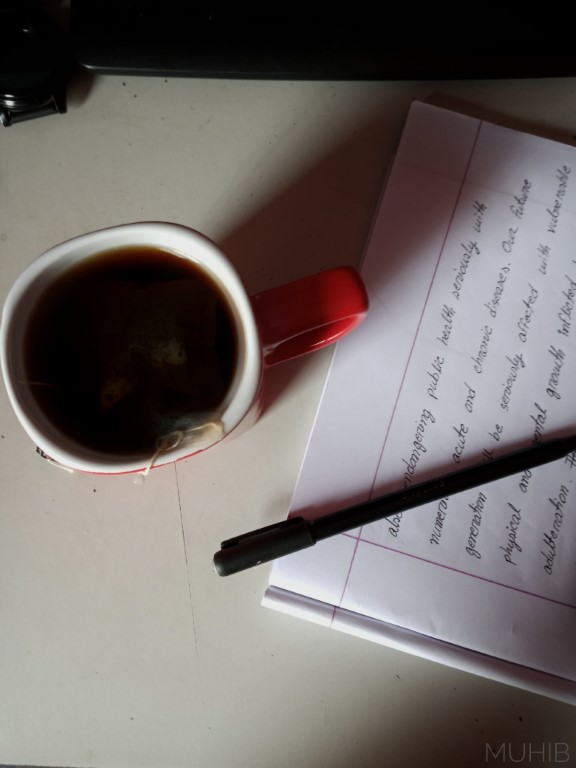 also endangering public health seriously with
numerous acute and chronic diseases. Our future
generation will be seriously affected with vulnerable
physical and mental growth inflicted
adulteration.
MUHIB